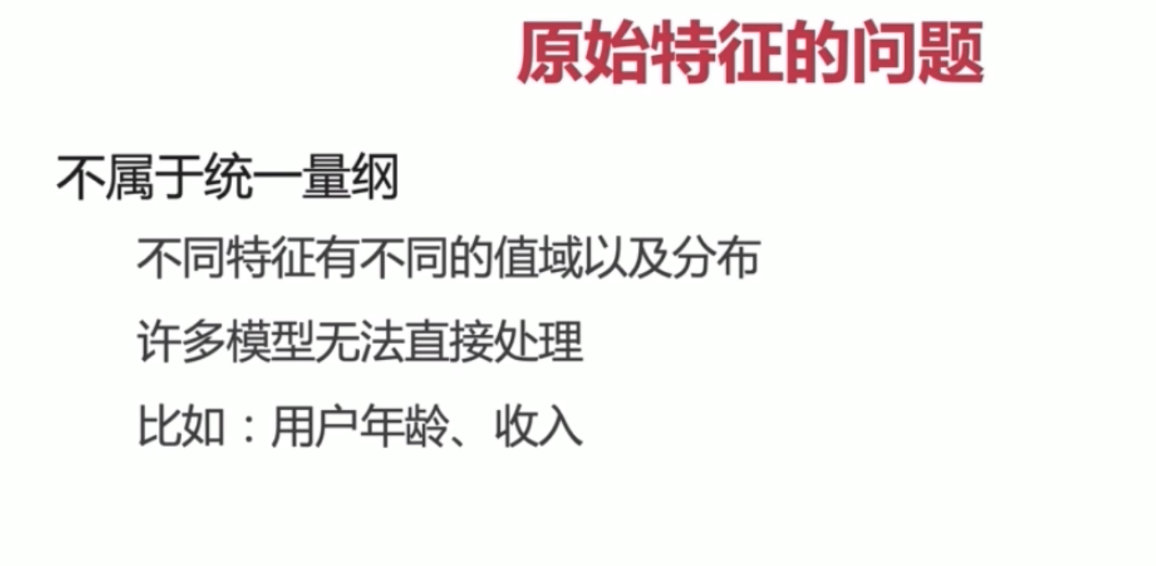 原始特征的问题
不属于统一量纲
不同特征有不同的值域以及分布
许多模型无法直接处理
比如：用户年龄、收入